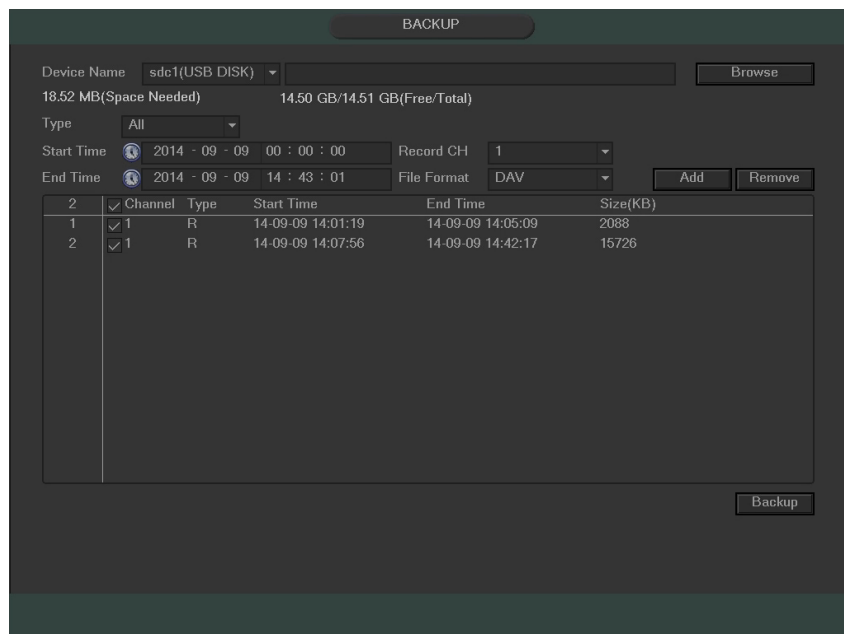 BACKUP
Device Name sdc1(USB DISK) Browse
18.52 MB(Space Needed) 14.50 GB/14.51 GB(Free/Total)
Type All
Start Time 2014 - 09 - 09 00 : 00 : 00 Record CH 1
End Time 2014 - 09 - 09 14 : 43 : 01 File Format DAV Add Remove
2 Channel Type Start Time End Time Size(KB)
1 1 R 14-09-09 14:01:19 14-09-09 14:05:09 2088
2 1 R 14-09-09 14:07:56 14-09-09 14:42:17 15726
Backup